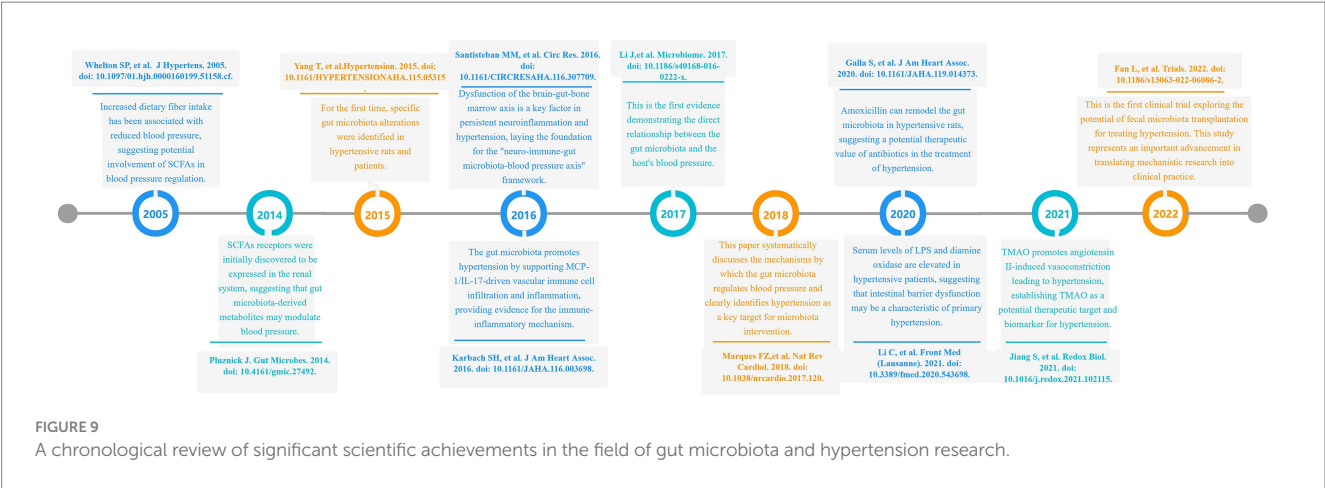 Whelton SP, et al. J Hypertens. 2005.
doi: 10.1097/01.hjh.0000160199.51158.cf.
Increased dietary fiber intake
has been associated with
reduced blood pressure,
suggesting potential
involvement of SCFAs in
blood pressure regulation.
2005
2014
SCFAs receptors were
initially discovered to be
expressed in the renal
system, suggesting that gut
microbiota-derived
metabolites may modulate
blood pressure.
Pluznick J. Gut Microbes. 2014.
doi: 10.4161/gmic.27492.
Yang T, et al.Hypertension. 2015. doi:
10.1161/HYPERTENSIONAHA.115.05315
.
For the first time, specific
gut microbiota alterations
were identified in
hypertensive rats and
patients.
2015
Santisteban MM, et al. Circ Res. 2016.
doi:
10.1161/CIRCRESAHA.116.307709.
Dysfunction of the brain-gut-bone
marrow axis is a key factor in
persistent neuroinflammation and
hypertension, laying the foundation
for the "neuro-immune-gut
microbiota-blood pressure axis"
framework.
2016
The gut microbiota promotes
hypertension by supporting MCP-
1/IL-17-driven vascular immune cell
infiltration and inflammation,
providing evidence for the immune-
inflammatory mechanism.
Karbach SH, et al. J Am Heart Assoc.
2016. doi: 10.1161/JAHA.116.003698.
Li J,et al. Microbiome. 2017.
doi: 10.1186/s40168-016-
0222-x.
This is the first evidence
demonstrating the direct
relationship between the
gut microbiota and the
host's blood pressure.
2017
2018
This paper systematically
discusses the mechanisms by
which the gut microbiota
regulates blood pressure and
clearly identifies hypertension as
a key target for microbiota
intervention.
Marques FZ,et al. Nat Rev
Cardiol. 2018. doi:
10.1038/nrcardio.2017.120.
Galla S, et al. J Am Heart Assoc.
2020. doi: 10.1161/JAHA.119.014373.
Amoxicillin can remodel the gut
microbiota in hypertensive rats,
suggesting a potential therapeutic
value of antibiotics in the treatment
of hypertension.
2020
Serum levels of LPS and diamine
oxidase are elevated in
hypertensive patients, suggesting
that intestinal barrier dysfunction
may be a characteristic of primary
hypertension.
Li C, et al. Front Med
(Lausanne). 2021. doi:
10.3389/fmed.2020.543698.
2021
TMAO promotes angiotensin
II-induced vasoconstriction
leading to hypertension,
establishing TMAO as a
potential therapeutic target and
biomarker for hypertension.
Jiang S, et al. Redox Biol.
2021. doi:
10.1016/j.redox.2021.102115.
Fan L, et al. Trials. 2022. doi:
10.1186/s13063-022-06086-2.
This is the first clinical trial exploring the
potential of fecal microbiota transplantation
for treating hypertension. This study
represents an important advancement in
translating mechanistic research into
clinical practice.
2022
FIGURE 9
A chronological review of significant scientific achievements in the field of gut microbiota and hypertension research.